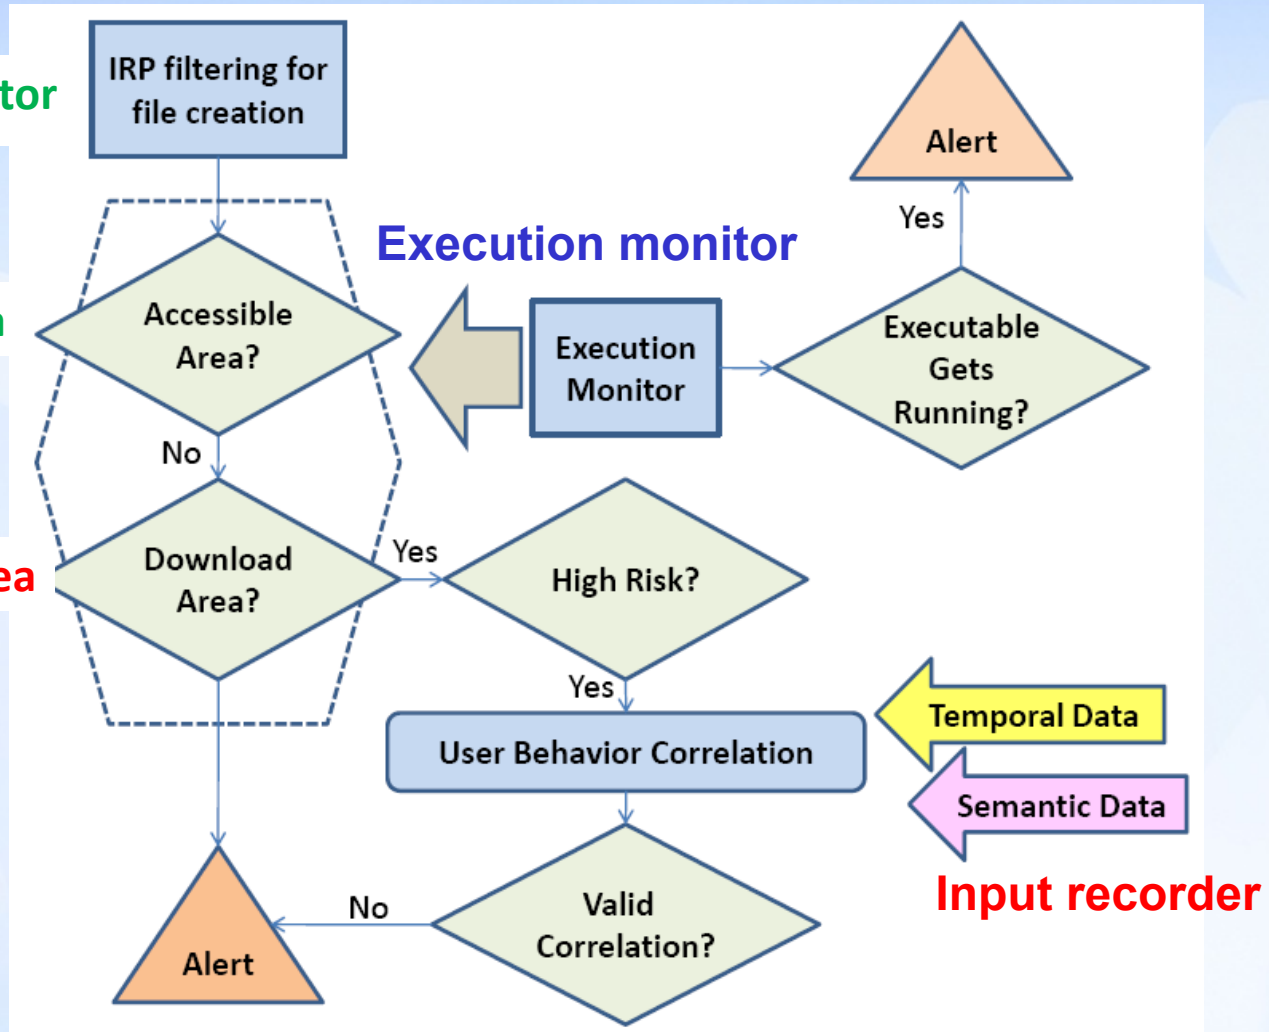 IRP filtering for
file creation
tor
Alert
Yes
Execution monitor
Accessible
Area?
Execution
Monitor
Executable
Gets
Running?
No
Download
Area?
ea
Yes
High Risk?
Yes
Temporal Data
User Behavior Correlation
Semantic Data
Input recorder
No
Valid
Correlation?
Alert